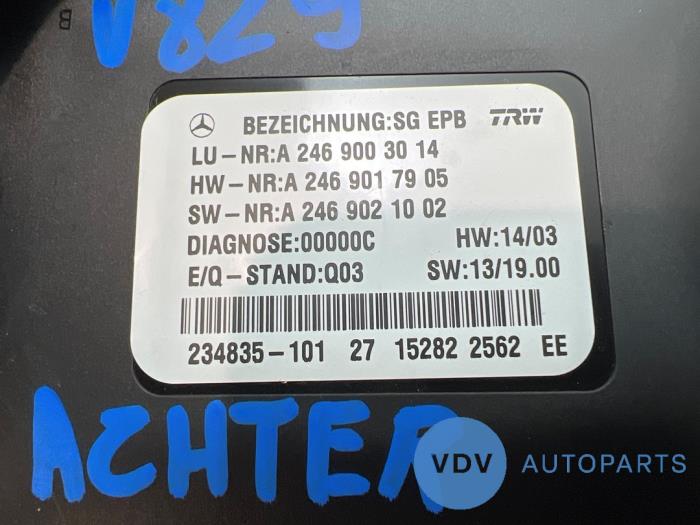 V829
B
BEZEICHNUNG:SG EPB TRW
LU-NR:A 246 900 30 14
HW-NR:A 246 901 79 05
SW-NR:A 246 902 10 02
DIAGNOSE:00000C HW:14/03
E/Q-STAND:Q03 SW:13/19.00
234835-101 27 15282 2562 EE
ACHTER
VDV AUTOPARTS